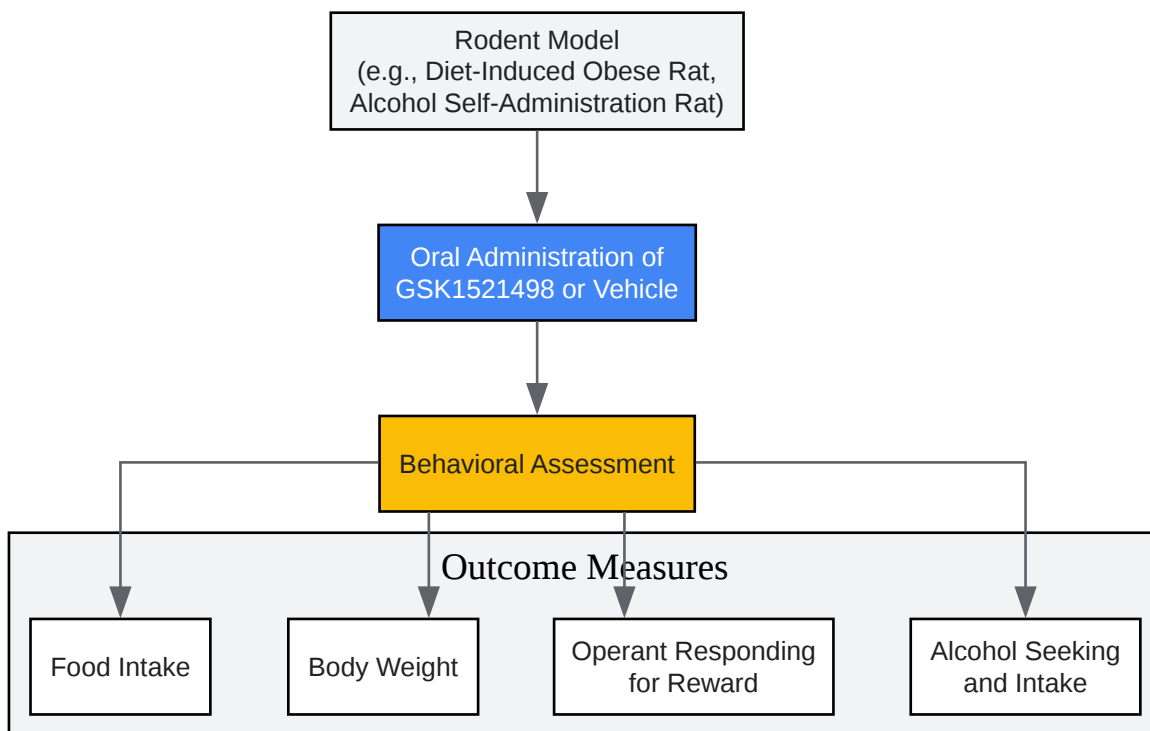 Rodent Model
(e.g., Diet-Induced Obese Rat,
Alcohol Self-Administration Rat)
Oral Administration of
GSK1521498 or Vehicle
Behavioral Assessment
Outcome Measures
Food Intake
Body Weight
Operant Responding
for Reward
Alcohol Seeking
and Intake